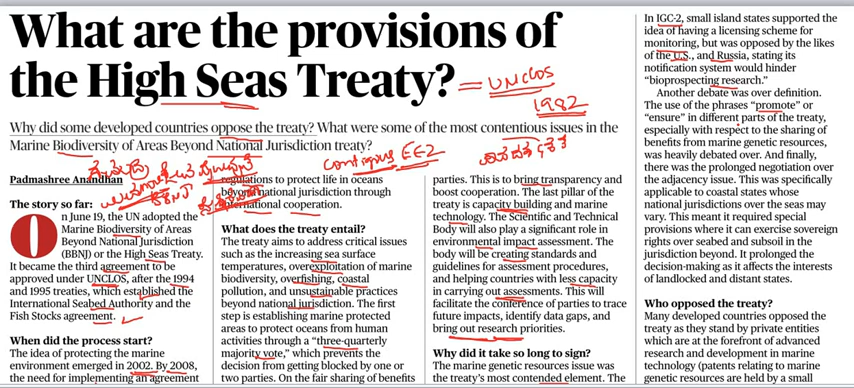 What are the provisions of
the High Seas Treaty?
= UNCLOS
1982
Why did some developed countries oppose the treaty? What were some of the most contentious issues in the
Marine Biodiversity of Areas Beyond National Jurisdiction treaty?
EEZ
Padmashree Anandhan
The story so far:
On June 19, the UN adopted the
Marine Biodiversity of Areas
Beyond National Jurisdiction
(BBNJ) or the High Seas Treaty.
It became the third agreement to be
approved under UNCLOS, after the 1994
and 1995 treaties, which established the
International Seabed Authority and the
Fish Stocks agreement.
When did the process start?
The idea of protecting the marine
environment emerged in 2002. By 2008,
the need for implementing an agreement
regulations to protect life in oceans
beyond national jurisdiction through
international cooperation.
What does the treaty entail?
The treaty aims to address critical issues
such as the increasing sea surface
temperatures, overexploitation of marine
biodiversity, overfishing, coastal
pollution, and unsustainable practices
beyond national jurisdiction. The first
step is establishing marine protected
areas to protect oceans from human
activities through a “three-quarterly
majority vote,” which prevents the
decision from getting blocked by one or
two parties. On the fair sharing of benefits
parties. This is to bring transparency and
boost cooperation. The last pillar of the
treaty is capacity building and marine
technology. The Scientific and Technical
Body will also play a significant role in
environmental impact assessment. The
body will be creating standards and
guidelines for assessment procedures,
and helping countries with less capacity
in carrying out assessments. This will
facilitate the conference of parties to trace
future impacts, identify data gaps, and
bring out research priorities.
Why did it take so long to sign?
The marine genetic resources issue was
the treaty’s most contended element. The
In IGC-2, small island states supported the
idea of having a licensing scheme for
monitoring, but was opposed by the likes
of the U.S., and Russia, stating its
notification system would hinder
“bioprospecting research.”
Another debate was over definition.
The use of the phrases “promote” or
“ensure” in different parts of the treaty,
especially with respect to the sharing of
benefits from marine genetic resources,
was heavily debated over. And finally,
there was the prolonged negotiation over
the adjacency issue. This was specifically
applicable to coastal states whose
national jurisdictions over the seas may
vary. This meant it required special
provisions where it can exercise sovereign
rights over seabed and subsoil in the
jurisdiction beyond. It prolonged the
decision-making as it affects the interests
of landlocked and distant states.
Who opposed the treaty?
Many developed countries opposed the
treaty as they stand by private entities
which are at the forefront of advanced
research and development in marine
technology (patents relating to marine
genetic resources are held by a small